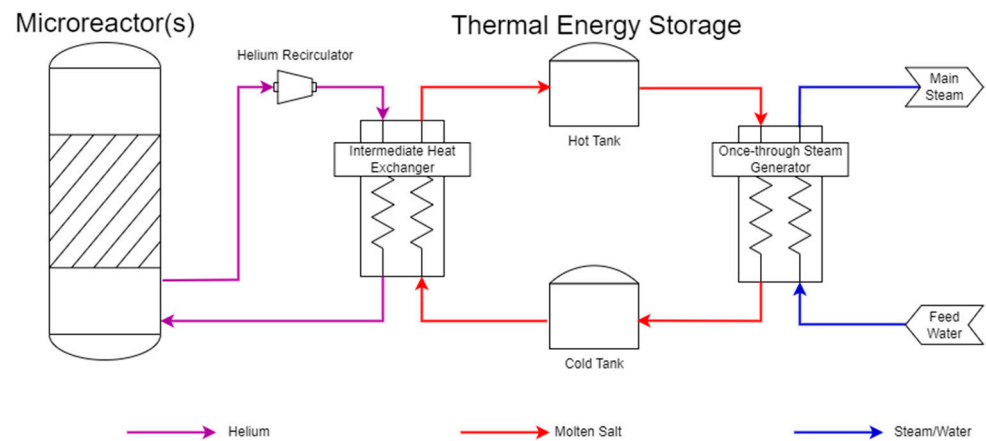 Microreactor(s)
Thermal Energy Storage
Helium Recirculator
Main
Steam
Hot Tank
Intermediate Heat
Exchanger
Once-through Steam
Generator
Feed
Water
Cold Tank
Helium
Molten Salt
Steam/Water